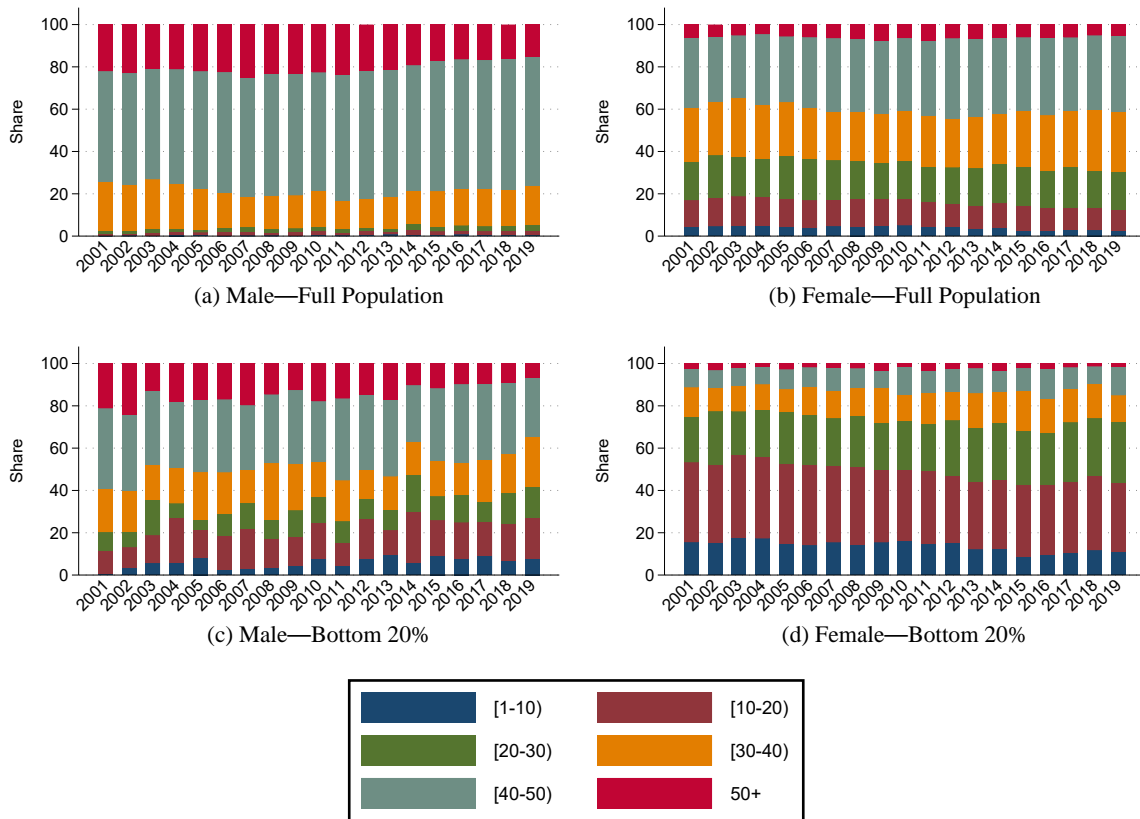 Share
100
80
60
40
20
0
2001 2002 2003 2004 2005 2006 2007 2008 2009 2010 2011 2012 2013 2014 2015 2016 2017 2018 2019
(a) Male—Full Population
Share
100
80
60
40
20
0
2001 2002 2003 2004 2005 2006 2007 2008 2009 2010 2011 2012 2013 2014 2015 2016 2017 2018 2019
(b) Female—Full Population
Share
100
80
60
40
20
0
2001 2002 2003 2004 2005 2006 2007 2008 2009 2010 2011 2012 2013 2014 2015 2016 2017 2018 2019
(c) Male—Bottom 20%
Share
100
80
60
40
20
0
2001 2002 2003 2004 2005 2006 2007 2008 2009 2010 2011 2012 2013 2014 2015 2016 2017 2018 2019
(d) Female—Bottom 20%
[1-10) [10-20)
[20-30) [30-40)
[40-50) 50+